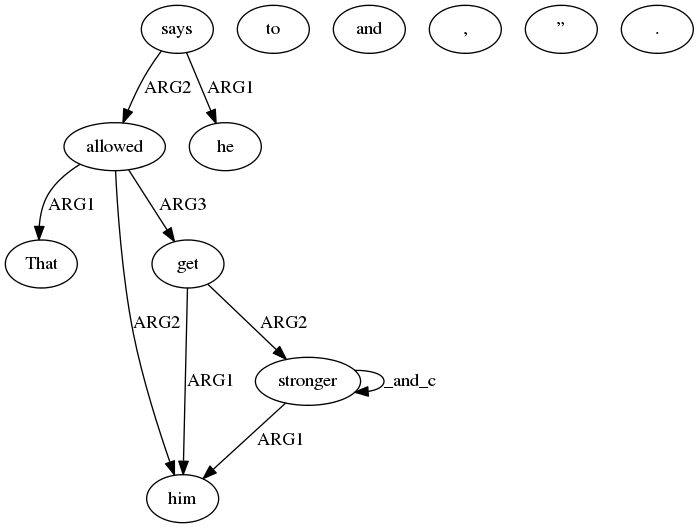 says to and , ” .
ARG2 ARG1
allowed he
ARG1 ARG3
That get
ARG2 ARG2
ARG1 stronger _and_c
ARG1
him